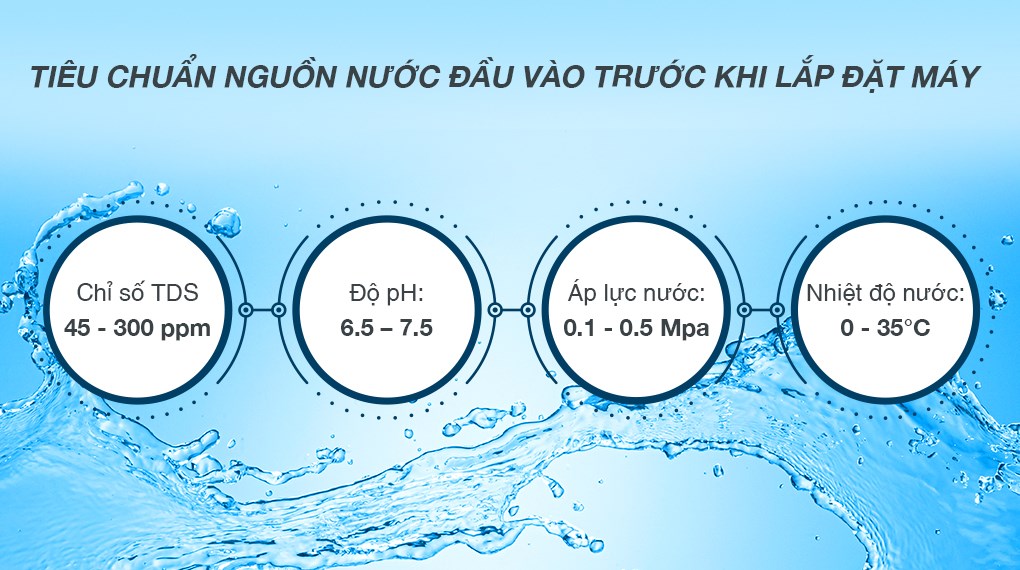 TIÊU CHUẨN NGUỒN NƯỚC ĐẦU VÀO TRƯỚC KHI LẮP ĐẶT MÁY
Chỉ số TDS
45 - 300 ppm
Độ pH:
6.5 – 7.5
Áp lực nước:
0.1 - 0.5 Mpa
Nhiệt độ nước:
0 - 35°C